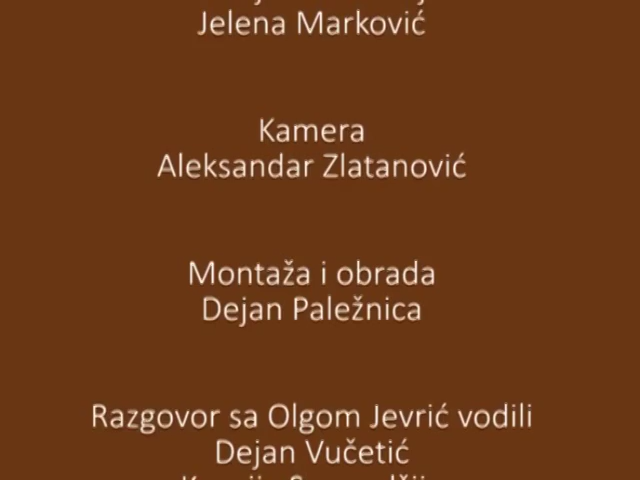 Jelena Marković
Kamera
Aleksandar Zlatanović
Montaža i obrada
Dejan Paležnica
Razgovor sa Olgom Jevrić vodili
Dejan Vučetić